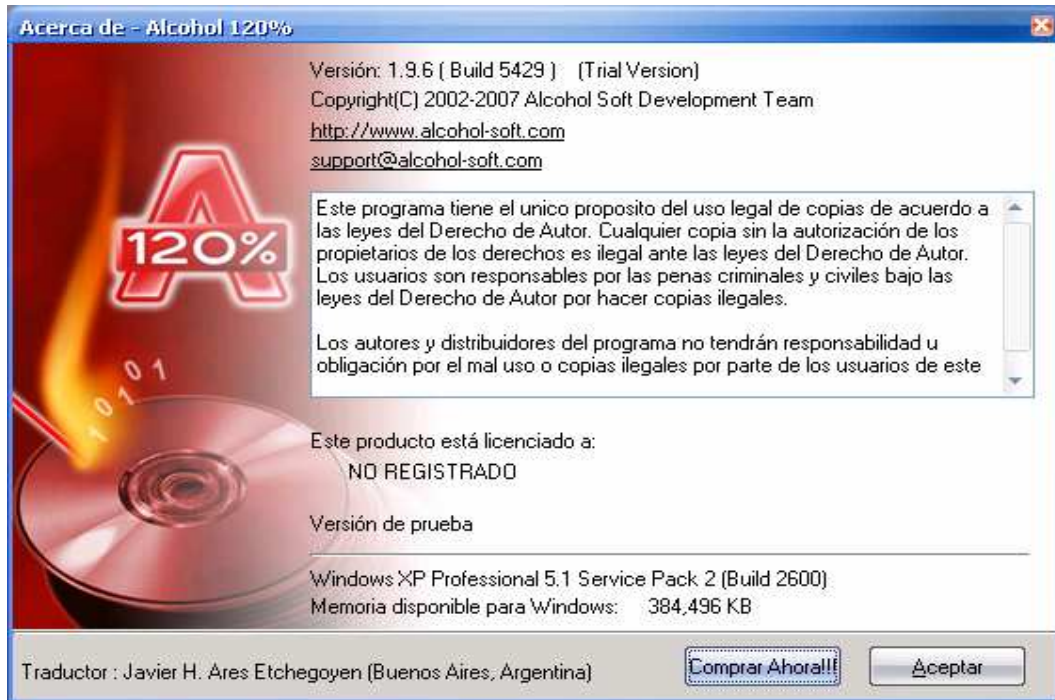 Acerca de - Alcohol 120%
Versión: 1.9.6 ( Build 5429 ) (Trial Version)
Copyright(C) 2002-2007 Alcohol Soft Development Team
http://www.alcohol-soft.com
support@alcohol-soft.com
A
120%
Este programa tiene el unico proposito del uso legal de copias de acuerdo a
las leyes del Derecho de Autor. Cualquier copia sin la autorización de los
propietarios de los derechos es ilegal ante las leyes del Derecho de Autor.
Los usuarios son responsables por las penas criminales y civiles bajo las
leyes del Derecho de Autor por hacer copias ilegales.
Los autores y distribuidores del programa no tendrán responsabilidad u
obligación por el mal uso o copias ilegales por parte de los usuarios de este
10101
Este producto está licenciado a:
NO REGISTRADO
Versión de prueba
Windows XP Professional 5.1 Service Pack 2 (Build 2600)
Memoria disponible para Windows: 384,496 KB
Traductor : Javier H. Ares Etchegoyen (Buenos Aires, Argentina)
Comprar Ahora!!!
Aceptar